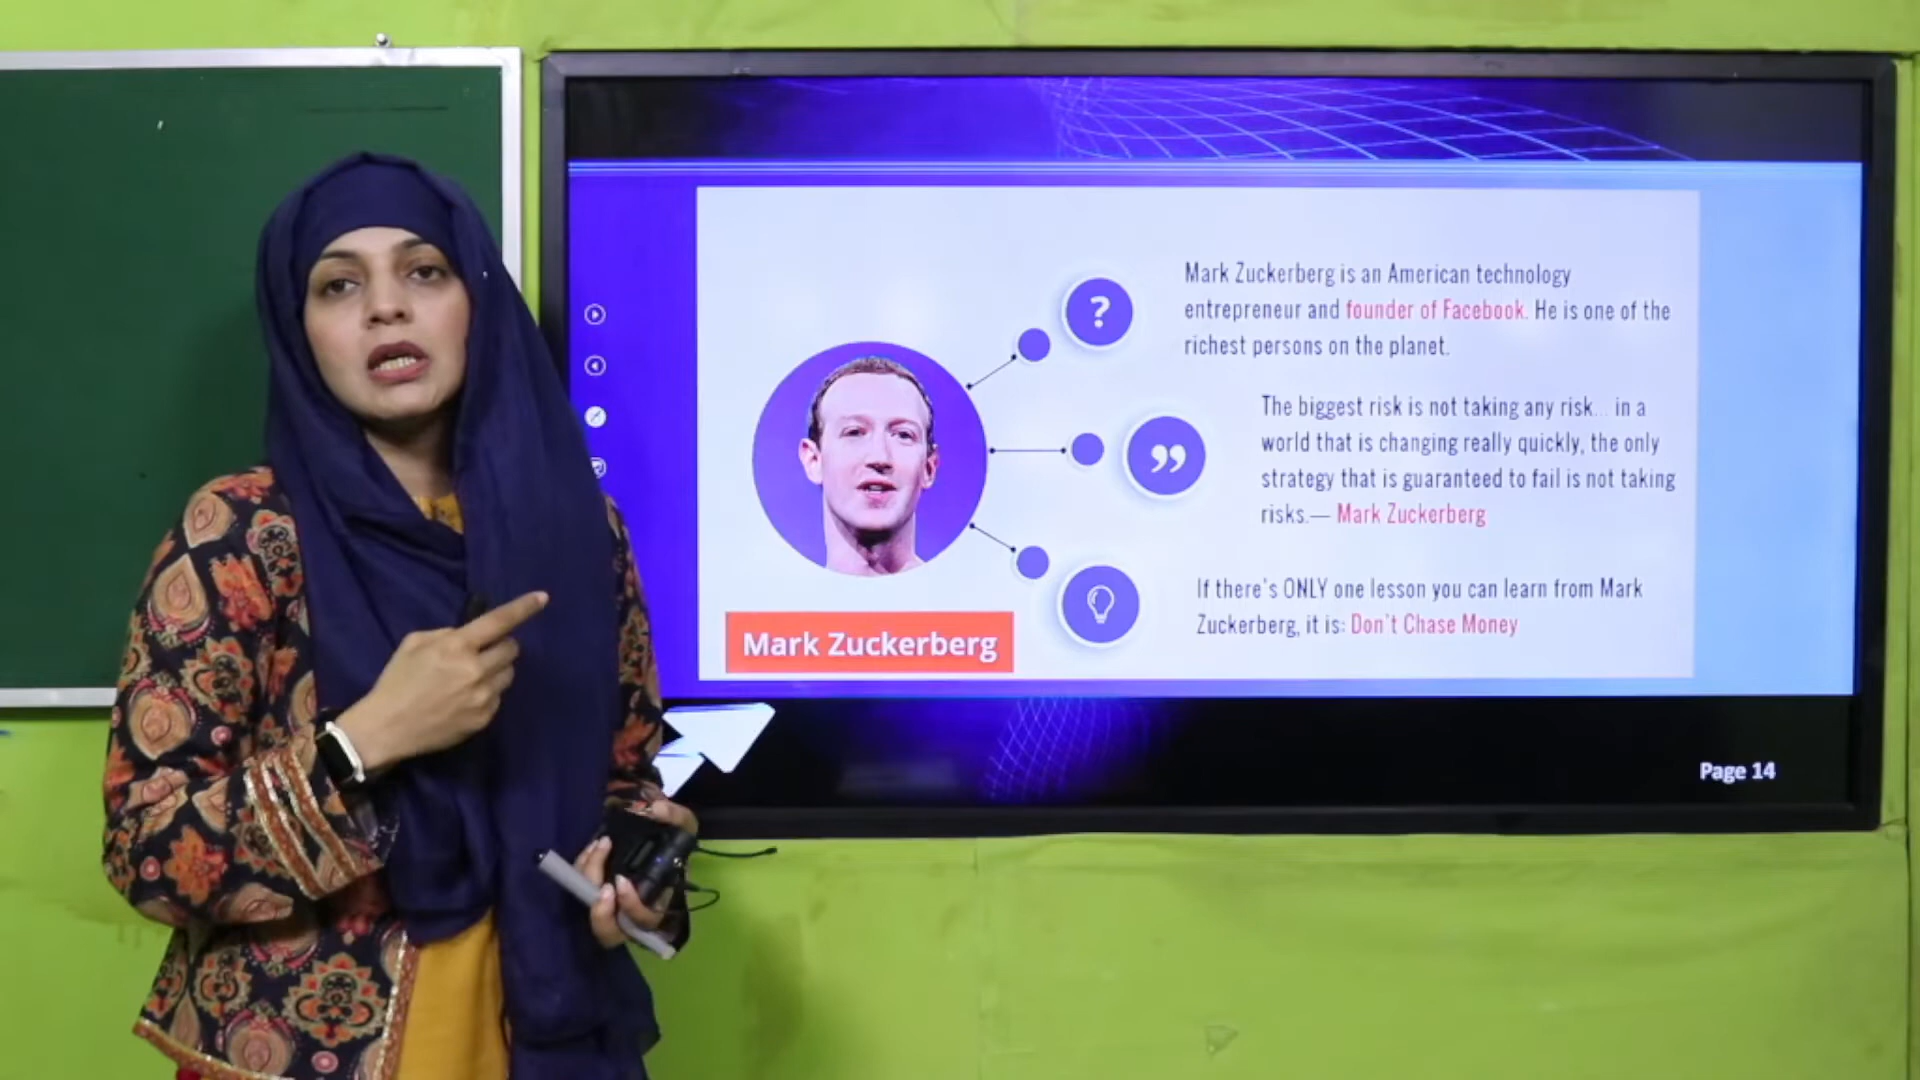 Mark Zuckerberg is an American technology
entrepreneur and founder of Facebook. He is one of the
richest persons on the planet.
The biggest risk is not taking any risk... in a
world that is changing really quickly, the only
strategy that is guaranteed to fail is not taking
risks.— Mark Zuckerberg
If there's ONLY one lesson you can learn from Mark
Zuckerberg, it is: Don't Chase Money
Mark Zuckerberg
Page 14